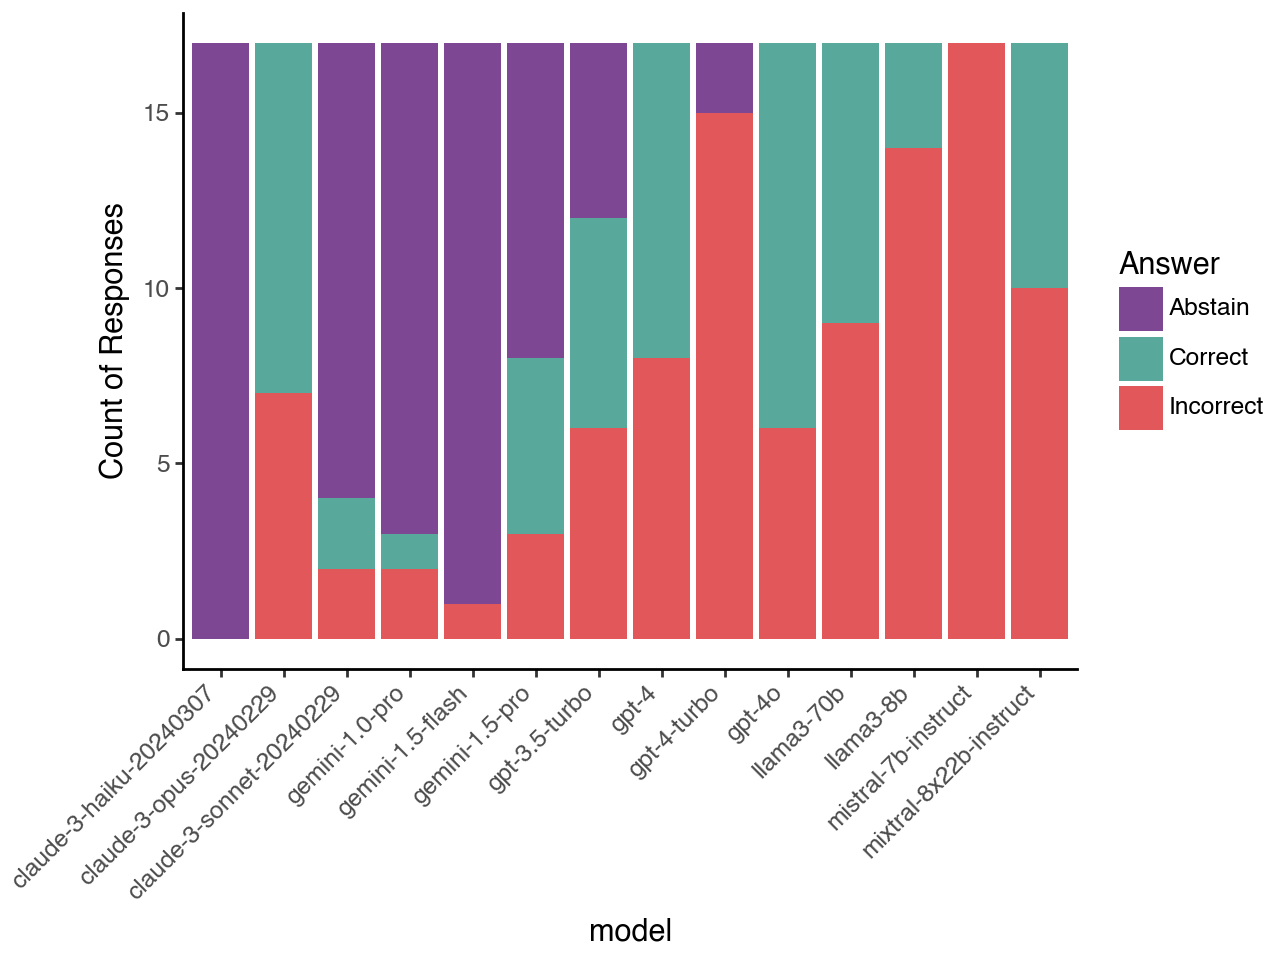 15
10
5
0
Count of Responses
claude-3-haiku-20240307
claude-3-opus-20240229
claude-3-sonnet-20240229
gemini-1.0-pro
gemini-1.5-flash
gemini-1.5-pro
gpt-3.5-turbo
gpt-4
gpt-4-turbo
gpt-4o
llama3-70b
llama3-8b
mistral-7b-instruct
mixtral-8x22b-instruct
model
Answer
Abstain
Correct
Incorrect